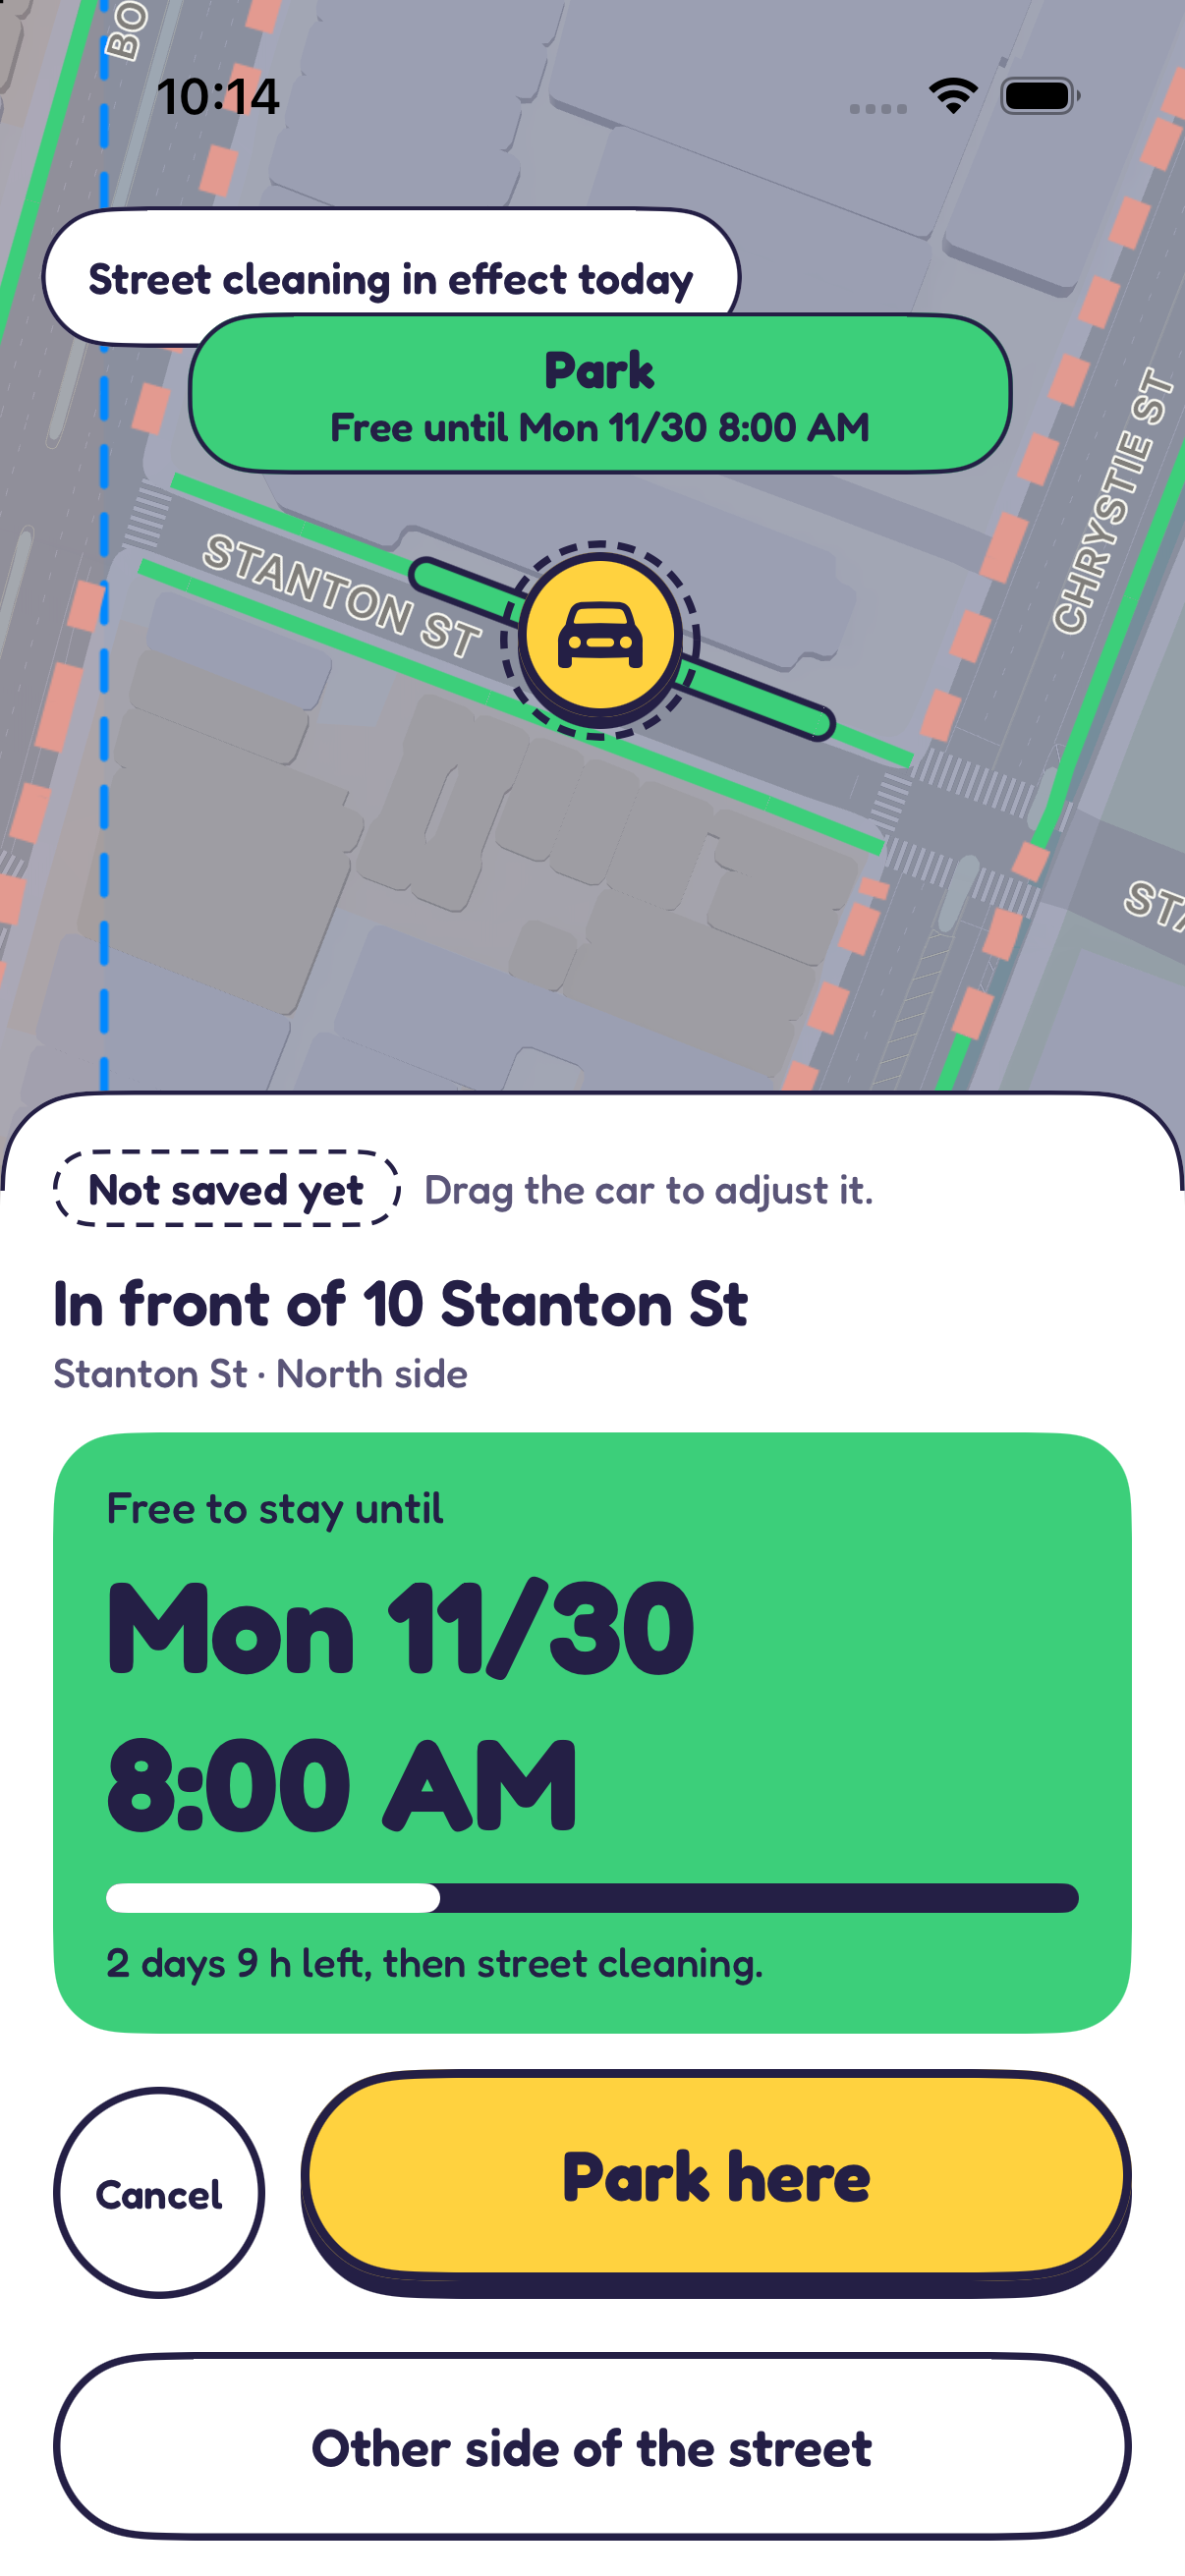 BO
10:14
Street cleaning in effect today
Park
Free until Mon 11/30 8:00 AM
CHRYSTIE ST
STANTON ST
STA
Not saved yet
Drag the car to adjust it.
In front of 10 Stanton St
Stanton St · North side
Free to stay until
Mon 11/30
8:00 AM
2 days 9 h left, then street cleaning.
Cancel
Park here
Other side of the street